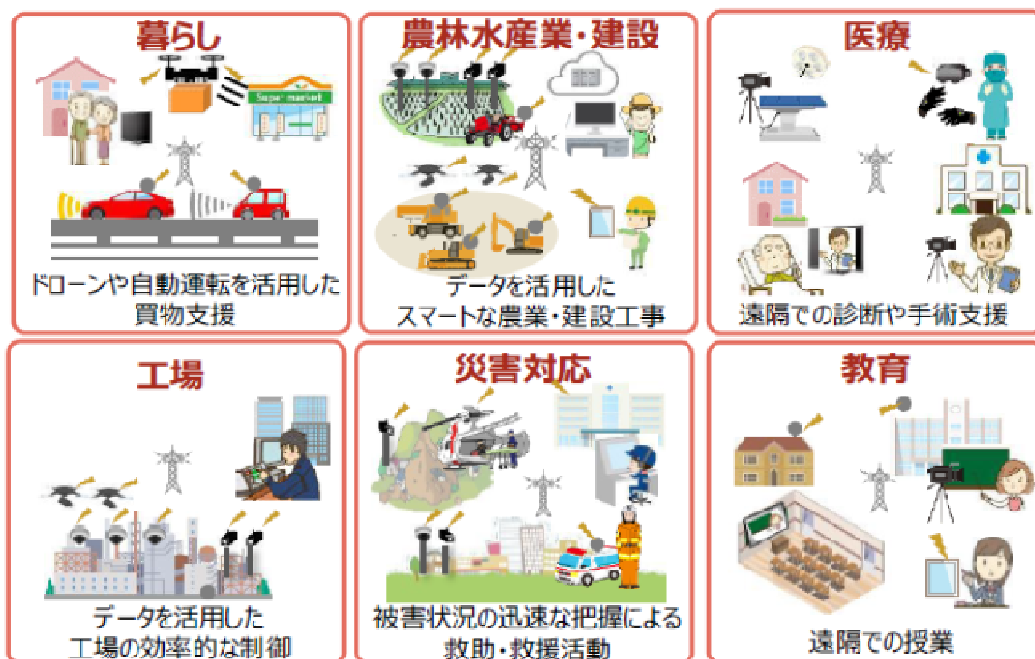 暮らし
Super market
ドローンや自動運転を活用した
買物支援
農林水産業・建設
データを活用した
スマートな農業・建設工事
医療
遠隔での診断や手術支援
工場
データを活用した
工場の効率的な制御
災害対応
被害状況の迅速な把握による
救助・救援活動
教育
遠隔での授業